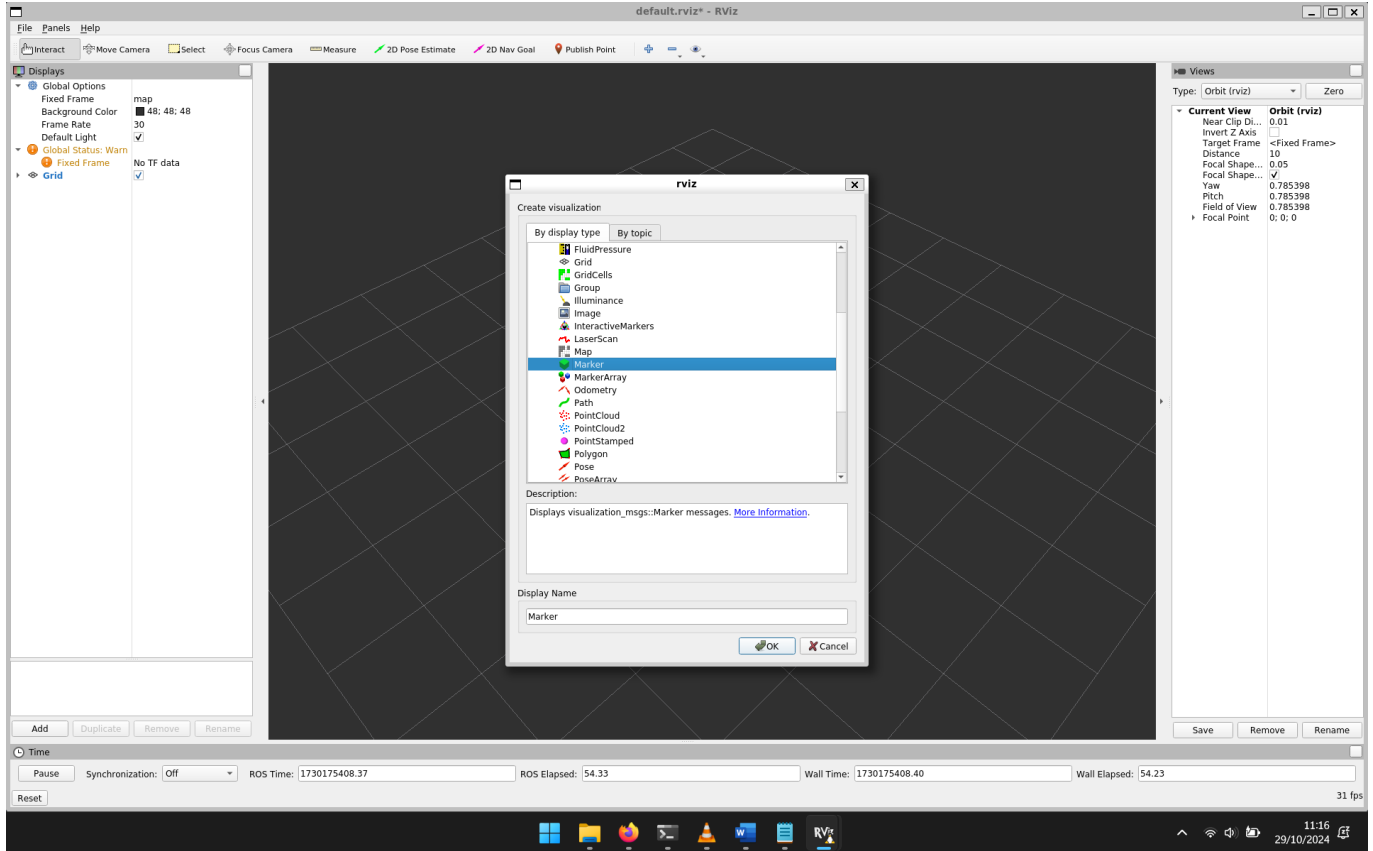 default.rviz* - RViz
File Panels Help
Interact Move Camera Select Focus Camera Measure 2D Pose Estimate 2D Nav Goal Publish Point
Displays
Global Options
Fixed Frame map
Background Color 48; 48; 48
Frame Rate 30
Default Light
Global Status: Warn
Fixed Frame No TF data
Grid
Add Duplicate Remove Rename
rviz
Create visualization
By display type By topic
FluidPressure
Grid
GridCells
Group
Illuminance
Image
InteractiveMarkers
LaserScan
Map
Marker
MarkerArray
Odometry
Path
PointCloud
PointCloud2
PointStamped
Polygon
Pose
PoseArray
Description:
Displays visualization_msgs::Marker messages. More Information.
Display Name
Marker
OK Cancel
Views
Type: Orbit (rviz) Zero
Current View Orbit (rviz)
Near Clip Di... 0.01
Invert Z Axis
Target Frame <Fixed Frame>
Distance 10
Focal Shape... 0.05
Focal Shape...
Yaw 0.785398
Pitch 0.785398
Field of View 0.785398
Focal Point 0; 0; 0
Save Remove Rename
Time
Pause Synchronization: Off ROS Time: 1730175408.37 ROS Elapsed: 54.33 Wall Time: 1730175408.40 Wall Elapsed: 54.23
Reset 31 fps
RViz
11:16
29/10/2024